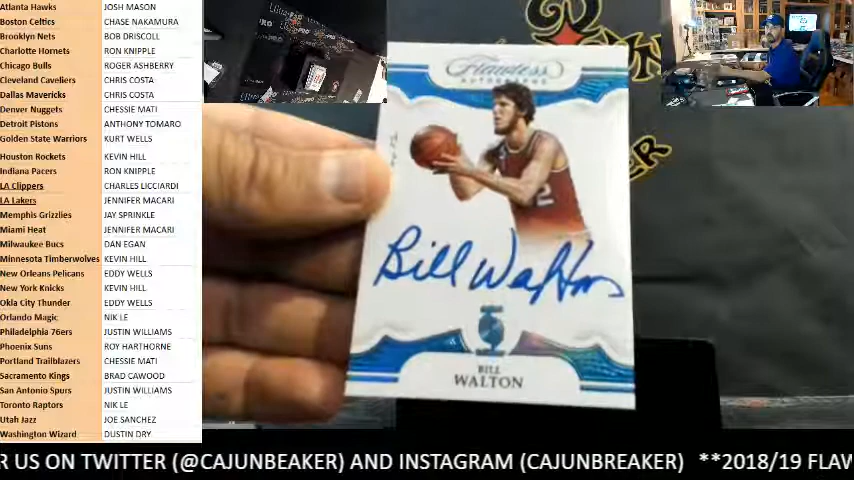 Atlanta Hawks JOSH MASON
Boston Celtics CHASE NAKAMURA
Brooklyn Nets BOB DRISCOLL
Charlotte Hornets RON KNIPPLE
Chicago Bulls ROGER ASHBERRY
Cleveland Cavaliers CHRIS COSTA
Dallas Mavericks CHRIS COSTA
Denver Nuggets CHESSIE MATI
Detroit Pistons ANTHONY TOMARO
Golden State Warriors KURT WELLS
Houston Rockets KEVIN HILL
Indiana Pacers RON KNIPPLE
LA Clippers CHARLES LICCIARDI
LA Lakers JENNIFER MACARI
Memphis Grizzlies JAY SPRINKLE
Miami Heat JENNIFER MACARI
Milwaukee Bucs DAN EGAN
Minnesota Timberwolves KEVIN HILL
New Orleans Pelicans EDDY WELLS
New York Knicks KEVIN HILL
Okla City Thunder EDDY WELLS
Orlando Magic NIK LE
Philadelphia 76ers JUSTIN WILLIAMS
Phoenix Suns ROY HARTHORNE
Portland Trailblazers CHESSIE MATI
Sacramento Kings BRAD CAWOOD
San Antonio Spurs JUSTIN WILLIAMS
Toronto Raptors NIK LE
Utah Jazz JOE SANCHEZ
Washington Wizard DUSTIN DRY
Flawless
AUTOGRAPHS
Bill Walton
BILL
WALTON
R US ON TWITTER (@CAJUNBEAKER) AND INSTAGRAM (CAJUNBREAKER) **2018/19 FLAW